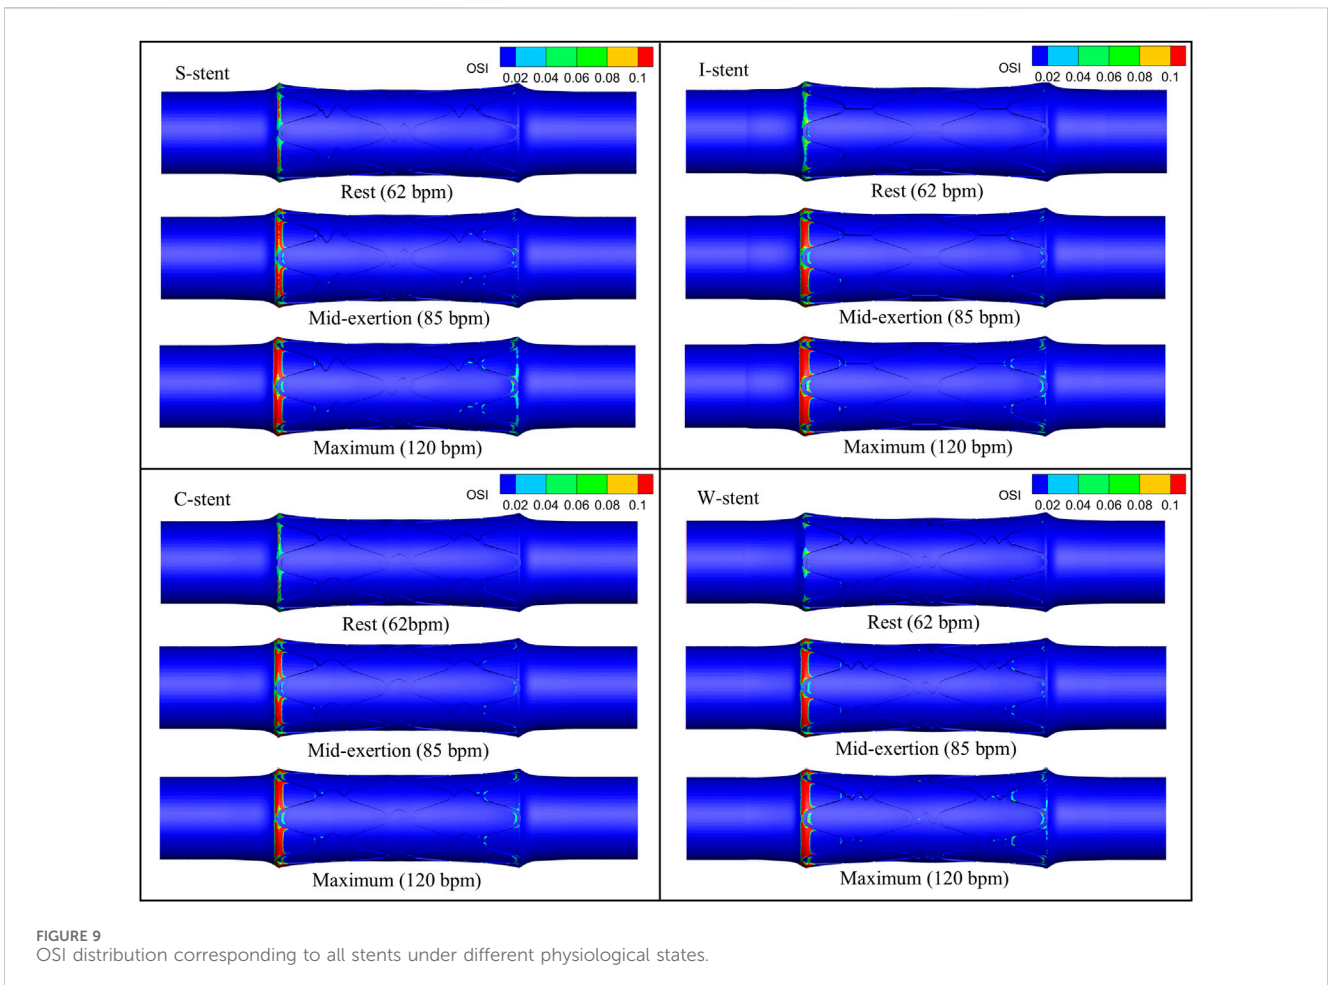 S-stent
OSI
0.02 0.04 0.06 0.08 0.1
Rest (62 bpm)
Mid-exertion (85 bpm)
Maximum (120 bpm)
I-stent
OSI
0.02 0.04 0.06 0.08 0.1
Rest (62 bpm)
Mid-exertion (85 bpm)
Maximum (120 bpm)
C-stent
OSI
0.02 0.04 0.06 0.08 0.1
Rest (62bpm)
Mid-exertion (85 bpm)
Maximum (120 bpm)
W-stent
OSI
0.02 0.04 0.06 0.08 0.1
Rest (62 bpm)
Mid-exertion (85 bpm)
Maximum (120 bpm)
FIGURE 9
OSI distribution corresponding to all stents under different physiological states.